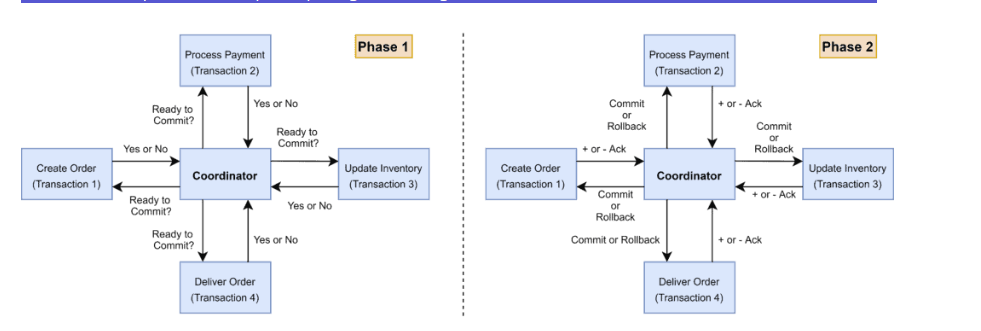 Phase 1
Process Payment
(Transaction 2)
Ready to
Commit?
Yes or No
Ready to
Commit?
Yes or No
Create Order
(Transaction 1)
Coordinator
Update Inventory
(Transaction 3)
Ready to
Commit?
Yes or No
Ready to
Commit?
Yes or No
Deliver Order
(Transaction 4)
Phase 2
Process Payment
(Transaction 2)
Commit
or
Rollback
+ or - Ack
Commit
or
Rollback
+ or - Ack
Create Order
(Transaction 1)
Coordinator
Update Inventory
(Transaction 3)
Commit
or
Rollback
+ or - Ack
Commit or Rollback
+ or - Ack
Deliver Order
(Transaction 4)